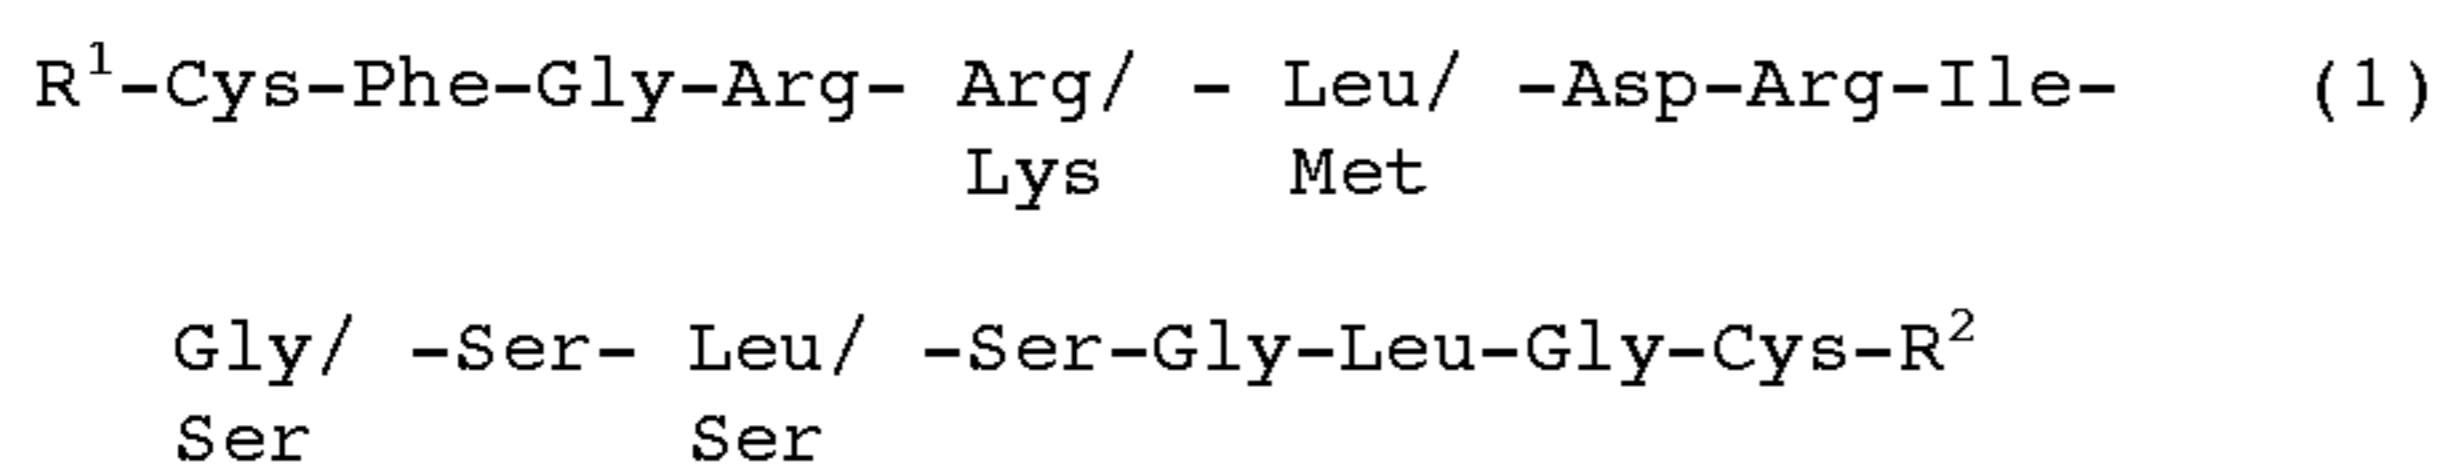 R¹-Cys-Phe-Gly-Arg- Arg/ - Leu/ -Asp-Arg-Ile- (1)
Lys Met
Gly/ -Ser- Leu/ -Ser-Gly-Leu-Gly-Cys-R²
Ser Ser